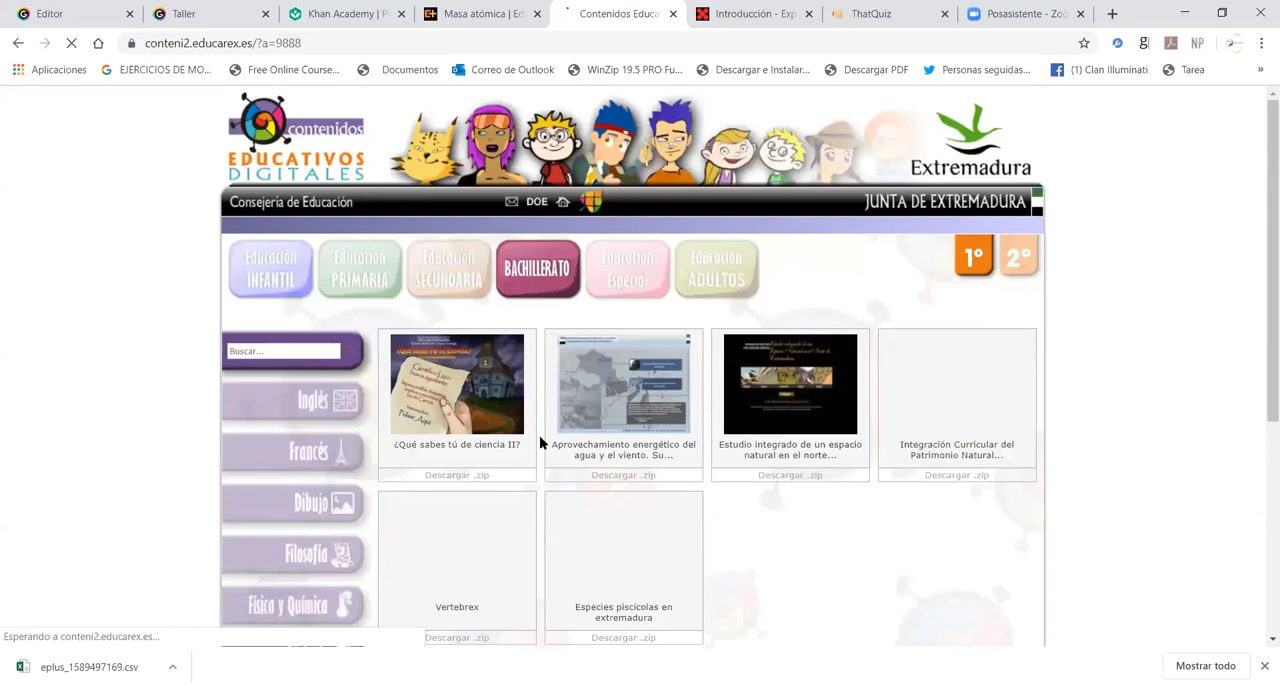 Editor
Taller
Khan Academy | P
Masa atómica | Ed
Contenidos Educa
Introducción - Exp
ThatQuiz
Posasistente - Zoo
conteni2.educarex.es/?a=9888
NP
Aplicaciones
EJERCICIOS DE MO...
Free Online Course...
Documentos
Correo de Outlook
WinZip 19.5 PRO Fu...
Descargar e Instalar...
Descargar PDF
Personas seguidas...
(1) Clan Illuminati
Tarea
»
contenidos
EDUCATIVOS
DIGITALES
Extremadura
Consejería de Educación
DOE
JUNTA DE EXTREMADURA
Educación
INFANTIL
Educación
PRIMARIA
Educación
SECUNDARIA
BACHILLERATO
Educación
Especial
Educación
ADULTOS
1º
2º
Buscar...
Inglés
Francés
Dibujo
Filosofía
Física y Química
¿Qué sabes tú de ciencia II?
Descargar .zip
Aprovechamiento energético del
agua y el viento. Su...
Descargar .zip
Estudio integrado de un espacio
natural en el norte...
Descargar .zip
Integración Curricular del
Patrimonio Natural...
Descargar .zip
Vertebrex
Descargar .zip
Especies piscícolas en
extremadura
Descargar .zip
Esperando a conteni2.educarex.es...
eplus_1589497169.csv
Mostrar todo